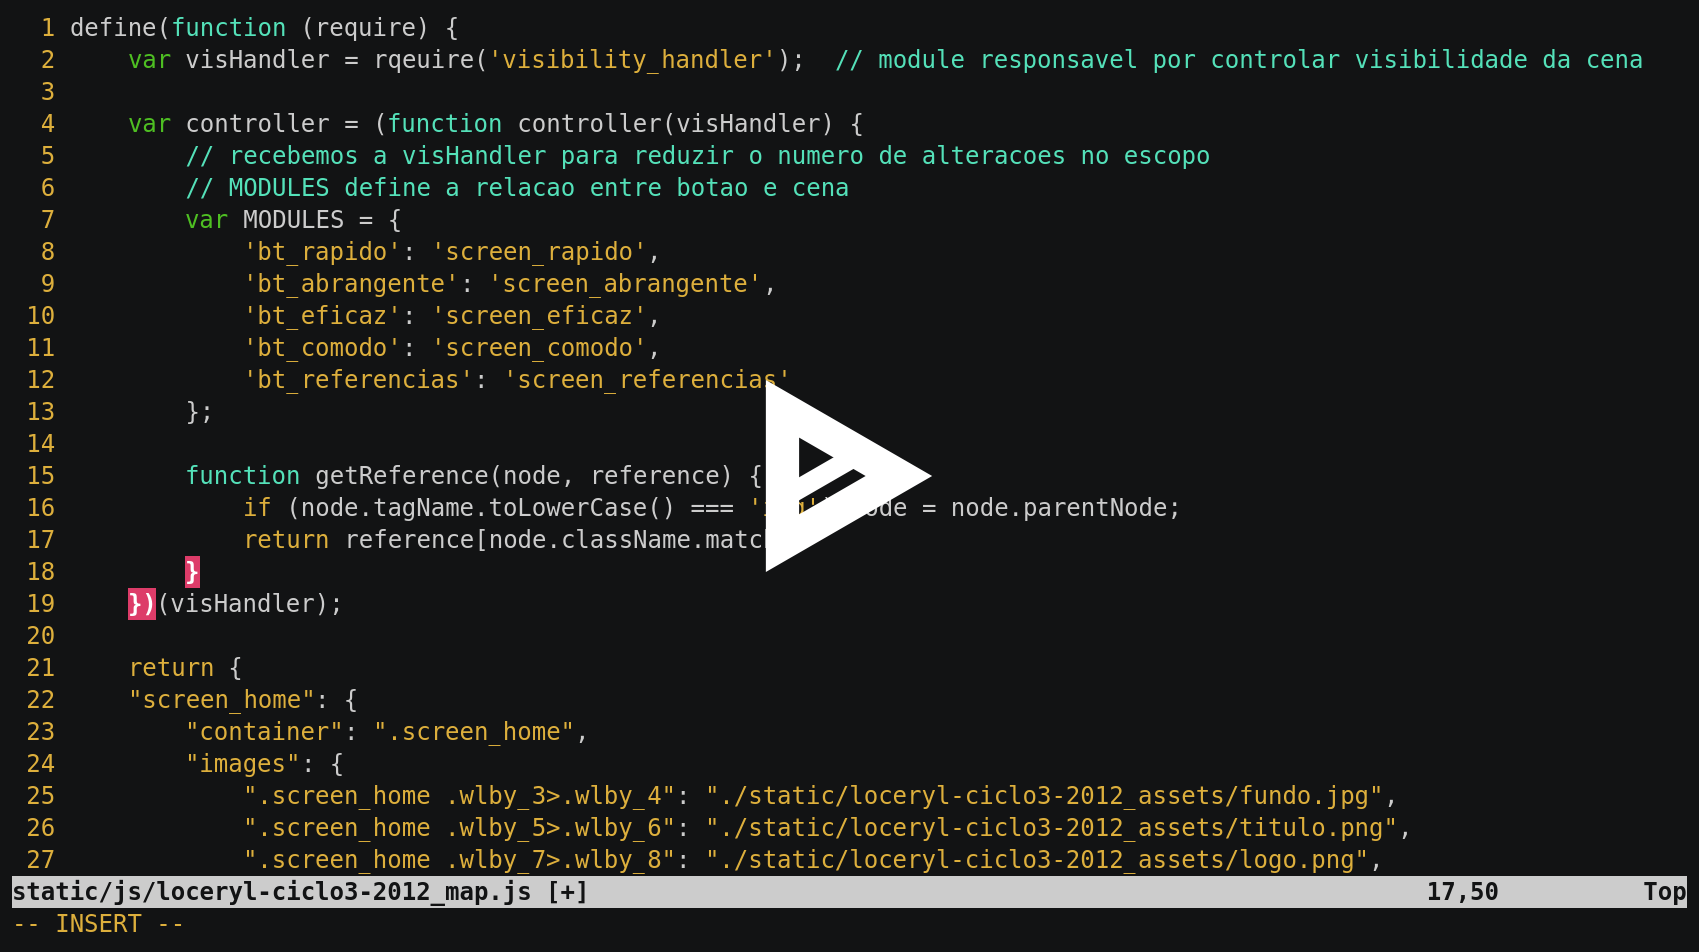 1 define(function (require) {
2     var visHandler = rqeuire('visibility_handler');  // module responsavel por controlar visibilidade da cena
3
4     var controller = (function controller(visHandler) {
5         // recebemos a visHandler para reduzir o numero de alteracoes no escopo
6         // MODULES define a relacao entre botao e cena
7         var MODULES = {
8             'bt_rapido': 'screen_rapido',
9             'bt_abrangente': 'screen_abrangente',
10             'bt_eficaz': 'screen_eficaz',
11             'bt_comodo': 'screen_comodo',
12             'bt_referencias': 'screen_referencias'
13         };
14
15         function getReference(node, reference) {
16             if (node.tagName.toLowerCase() === = node.parentNode;
17             return reference[node.className.match
18         }
19     })(visHandler);
20
21     return {
22     "screen_home": {
23         "container": ".screen_home",
24         "images": {
25             ".screen_home .wlby_3>.wlby_4": "./static/loceryl-ciclo3-2012_assets/fundo.jpg",
26             ".screen_home .wlby_5>.wlby_6": "./static/loceryl-ciclo3-2012_assets/titulo.png",
27             ".screen_home .wlby_7>.wlby_8": "./static/loceryl-ciclo3-2012_assets/logo.png",
static/js/loceryl-ciclo3-2012_map.js [+] 17,50 Top
-- INSERT --